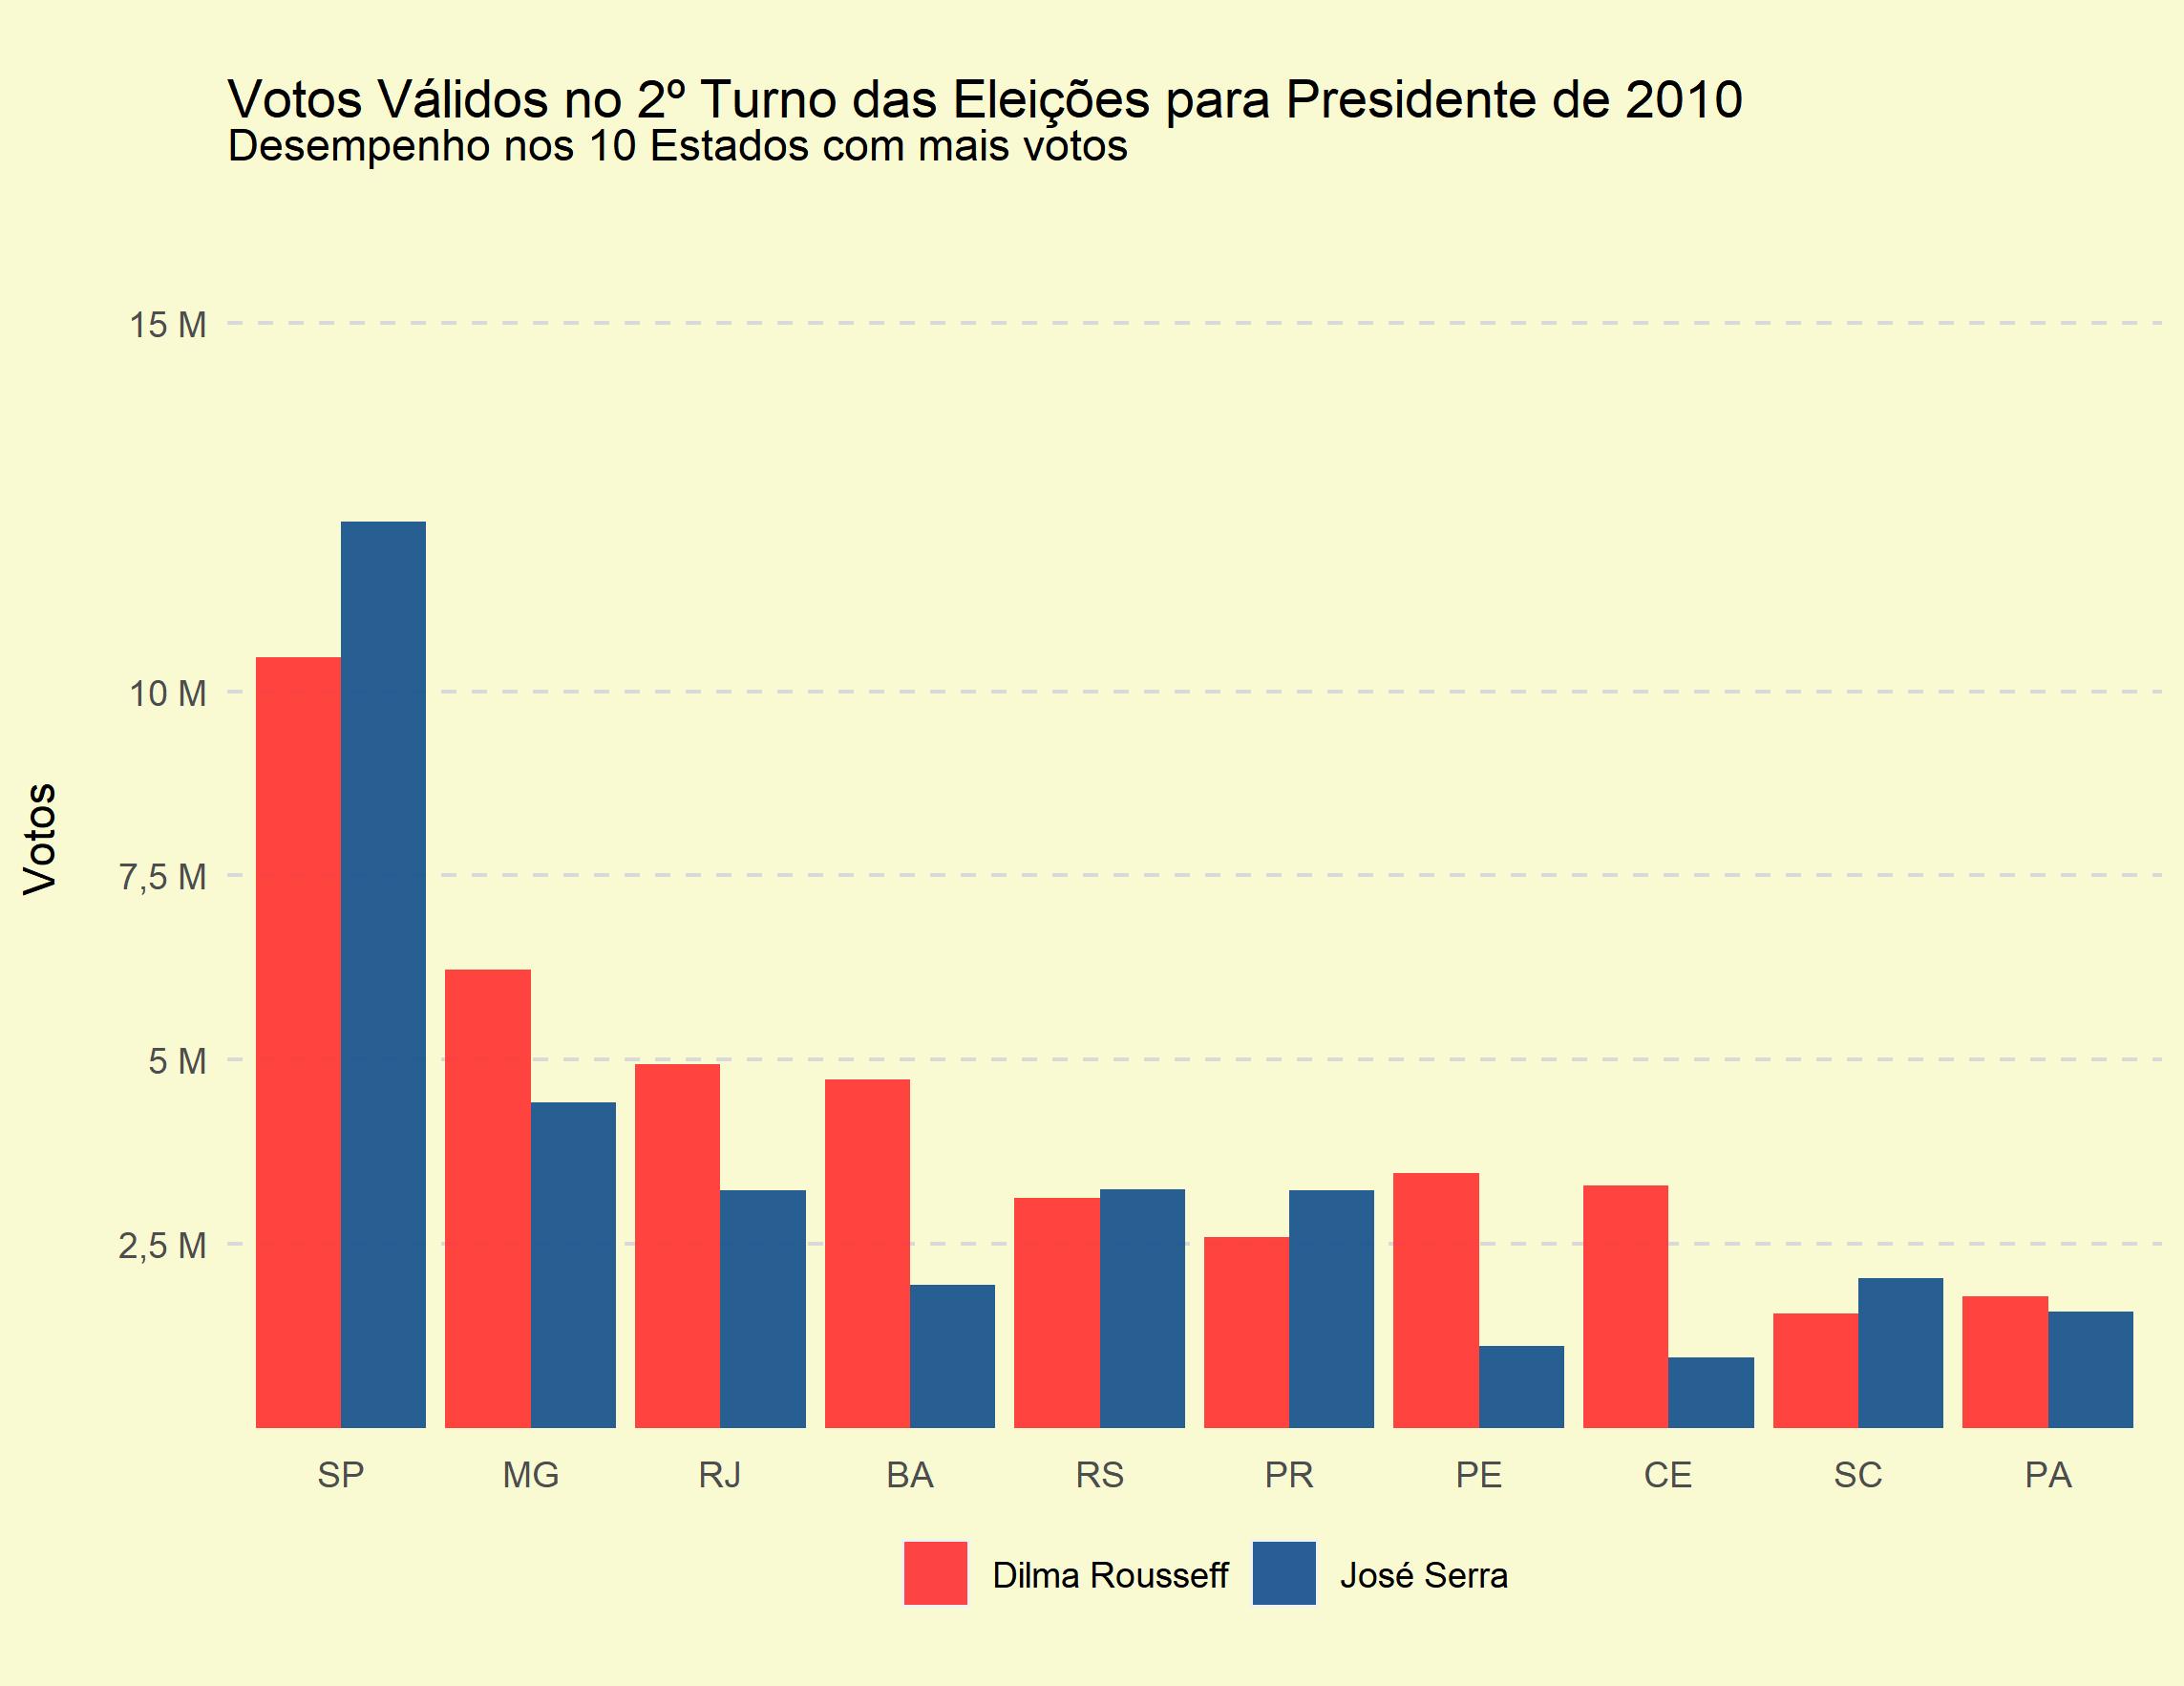 Votos Válidos no 2º Turno das Eleições para Presidente de 2010
Desempenho nos 10 Estados com mais votos
Votos
15 M
10 M
7,5 M
5 M
2,5 M
SP MG RJ BA RS PR PE CE SC PA
Dilma Rousseff José Serra